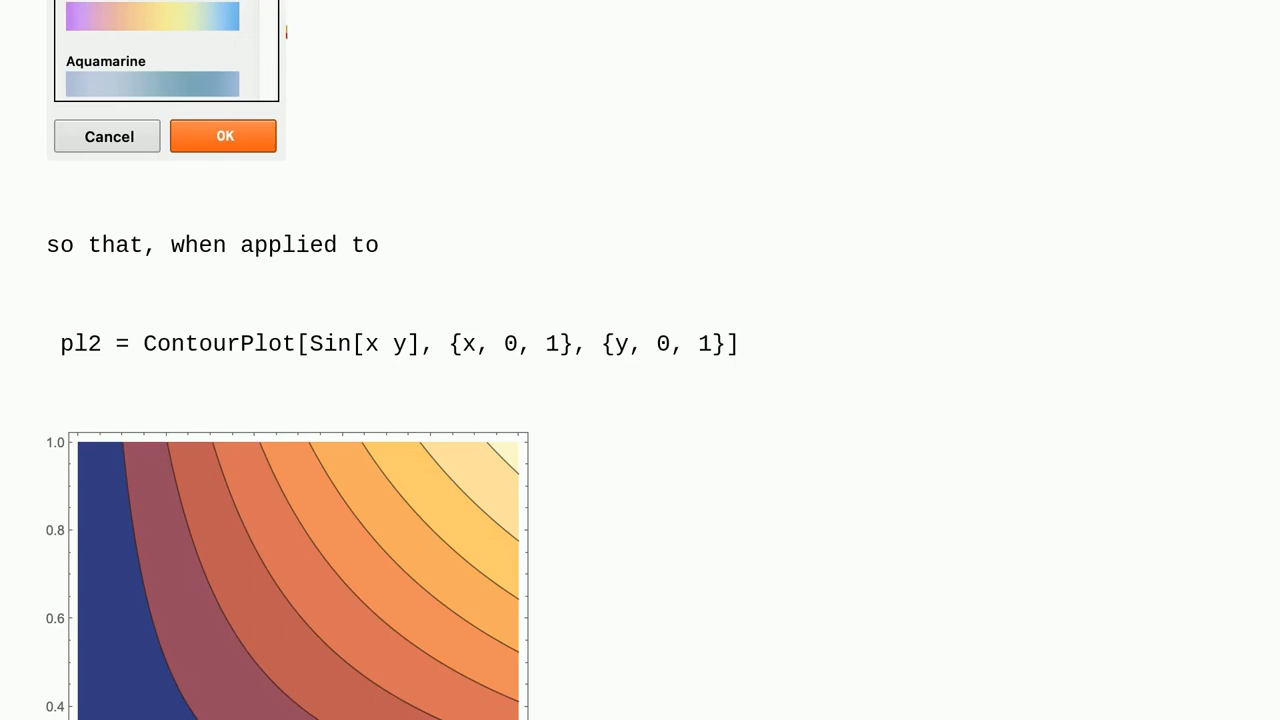 Aquamarine
Cancel OK
so that, when applied to
pl2 = ContourPlot[Sin[x y], {x, 0, 1}, {y, 0, 1}]
1.0
0.8
0.6
0.4